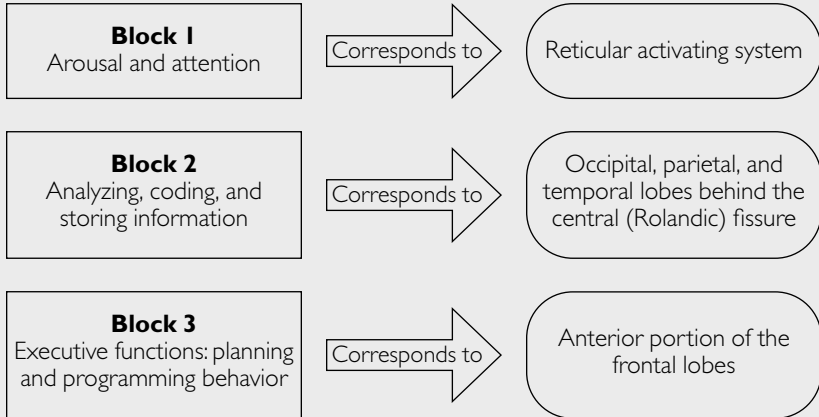 Block 1
Arousal and attention
Corresponds to
Reticular activating system
Block 2
Analyzing, coding, and
storing information
Corresponds to
Occipital, parietal, and
temporal lobes behind the
central (Rolandic) fissure
Block 3
Executive functions: planning
and programming behavior
Corresponds to
Anterior portion of the
frontal lobes